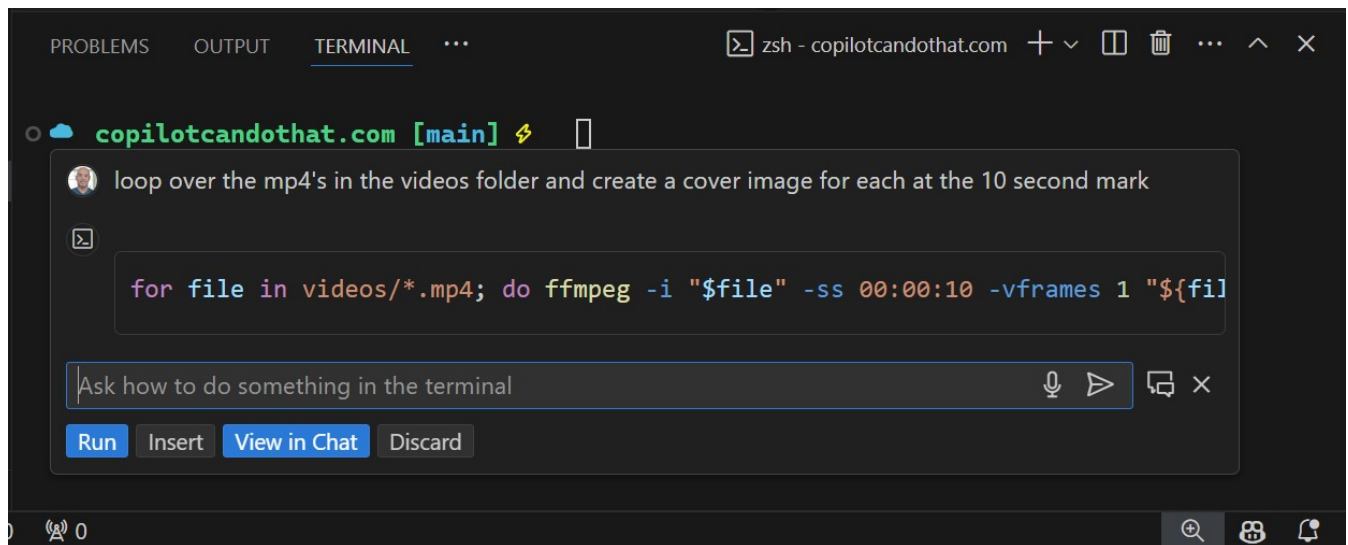 PROBLEMS OUTPUT TERMINAL ··· zsh - copilotcandothat.com
copilotcandothat.com [main]
loop over the mp4's in the videos folder and create a cover image for each at the 10 second mark
for file in videos/*.mp4; do ffmpeg -i "$file" -ss 00:00:10 -vframes 1 "${fil
Ask how to do something in the terminal
Run Insert View in Chat Discard
0